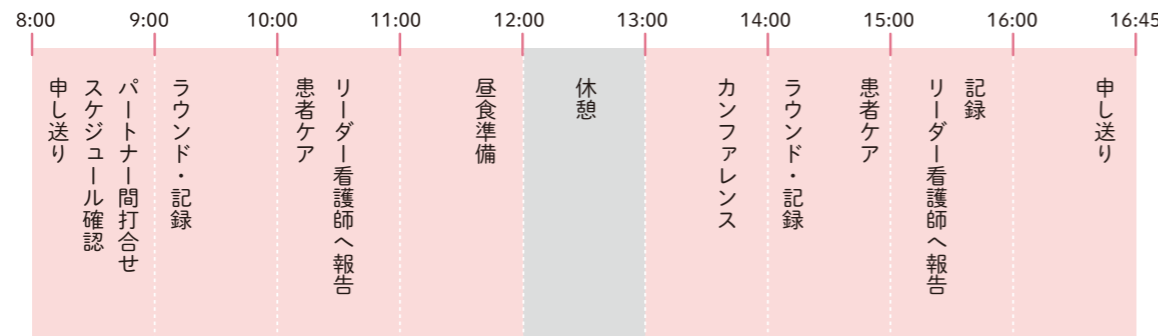 8:00
9:00
10:00
11:00
12:00
13:00
14:00
15:00
16:00
16:45
申し送り
スケジュール確認
パートナー間打合せ
ラウンド・記録
患者ケア
リーダー看護師へ報告
昼食準備
休憩
カンファレンス
ラウンド・記録
患者ケア
リーダー看護師へ報告
記録
申し送り